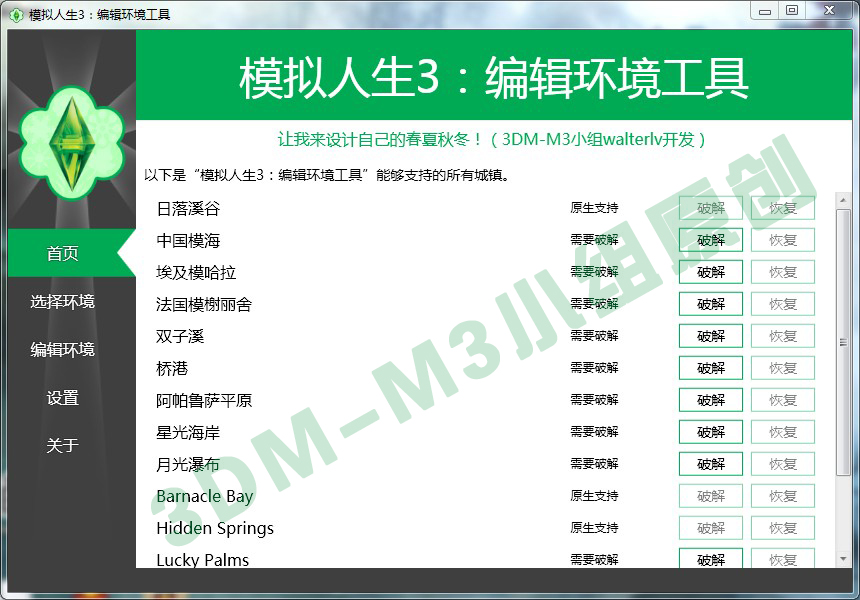 模拟人生3：编辑环境工具
模拟人生3：编辑环境工具
让我来设计自己的春夏秋冬！（3DM-M3小组walterlv开发）
以下是“模拟人生3：编辑环境工具”能够支持的所有城镇。
首页
选择环境
编辑环境
设置
关于
日落溪谷 原生支持 破解 恢复
中国模海 需要破解 破解 恢复
埃及模哈拉 需要破解 破解 恢复
法国模榭丽舍 需要破解 破解 恢复
双子溪 需要破解 破解 恢复
桥港 需要破解 破解 恢复
阿帕鲁萨平原 需要破解 破解 恢复
星光海岸 需要破解 破解 恢复
月光瀑布 需要破解 破解 恢复
Barnacle Bay 原生支持 破解 恢复
Hidden Springs 原生支持 破解 恢复
Lucky Palms 需要破解 破解 恢复
3DM-M3小组原创